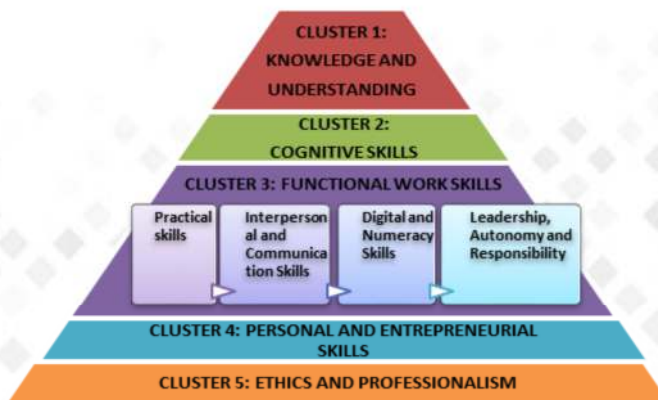 CLUSTER 1:
KNOWLEDGE AND
UNDERSTANDING
CLUSTER 2:
COGNITIVE SKILLS
CLUSTER 3: FUNCTIONAL WORK SKILLS
Practical
skills
Interperson
al and
Communica
tion Skills
Digital and
Numeracy
Skills
Leadership,
Autonomy and
Responsibility
CLUSTER 4: PERSONAL AND ENTREPRENEURIAL
SKILLS
CLUSTER 5: ETHICS AND PROFESSIONALISM